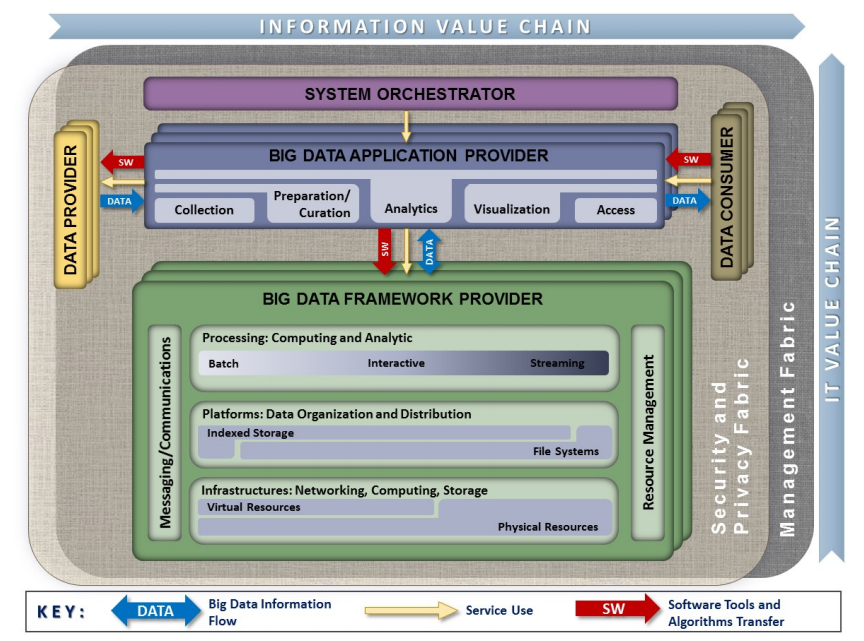 INFORMATION VALUE CHAIN
SYSTEM ORCHESTRATOR
DATA PROVIDER
SW
DATA
BIG DATA APPLICATION PROVIDER
Collection
Preparation/
Curation
Analytics
Visualization
Access
SW
DATA
DATA CONSUMER
SW
DATA
BIG DATA FRAMEWORK PROVIDER
Messaging/Communications
Processing: Computing and Analytic
Batch
Interactive
Streaming
Platforms: Data Organization and Distribution
Indexed Storage
File Systems
Infrastructures: Networking, Computing, Storage
Virtual Resources
Physical Resources
Resource Management
Security and
Privacy Fabric
Management Fabric
IT VALUE CHAIN
KEY:
DATA
Big Data Information
Flow
Service Use
SW
Software Tools and
Algorithms Transfer